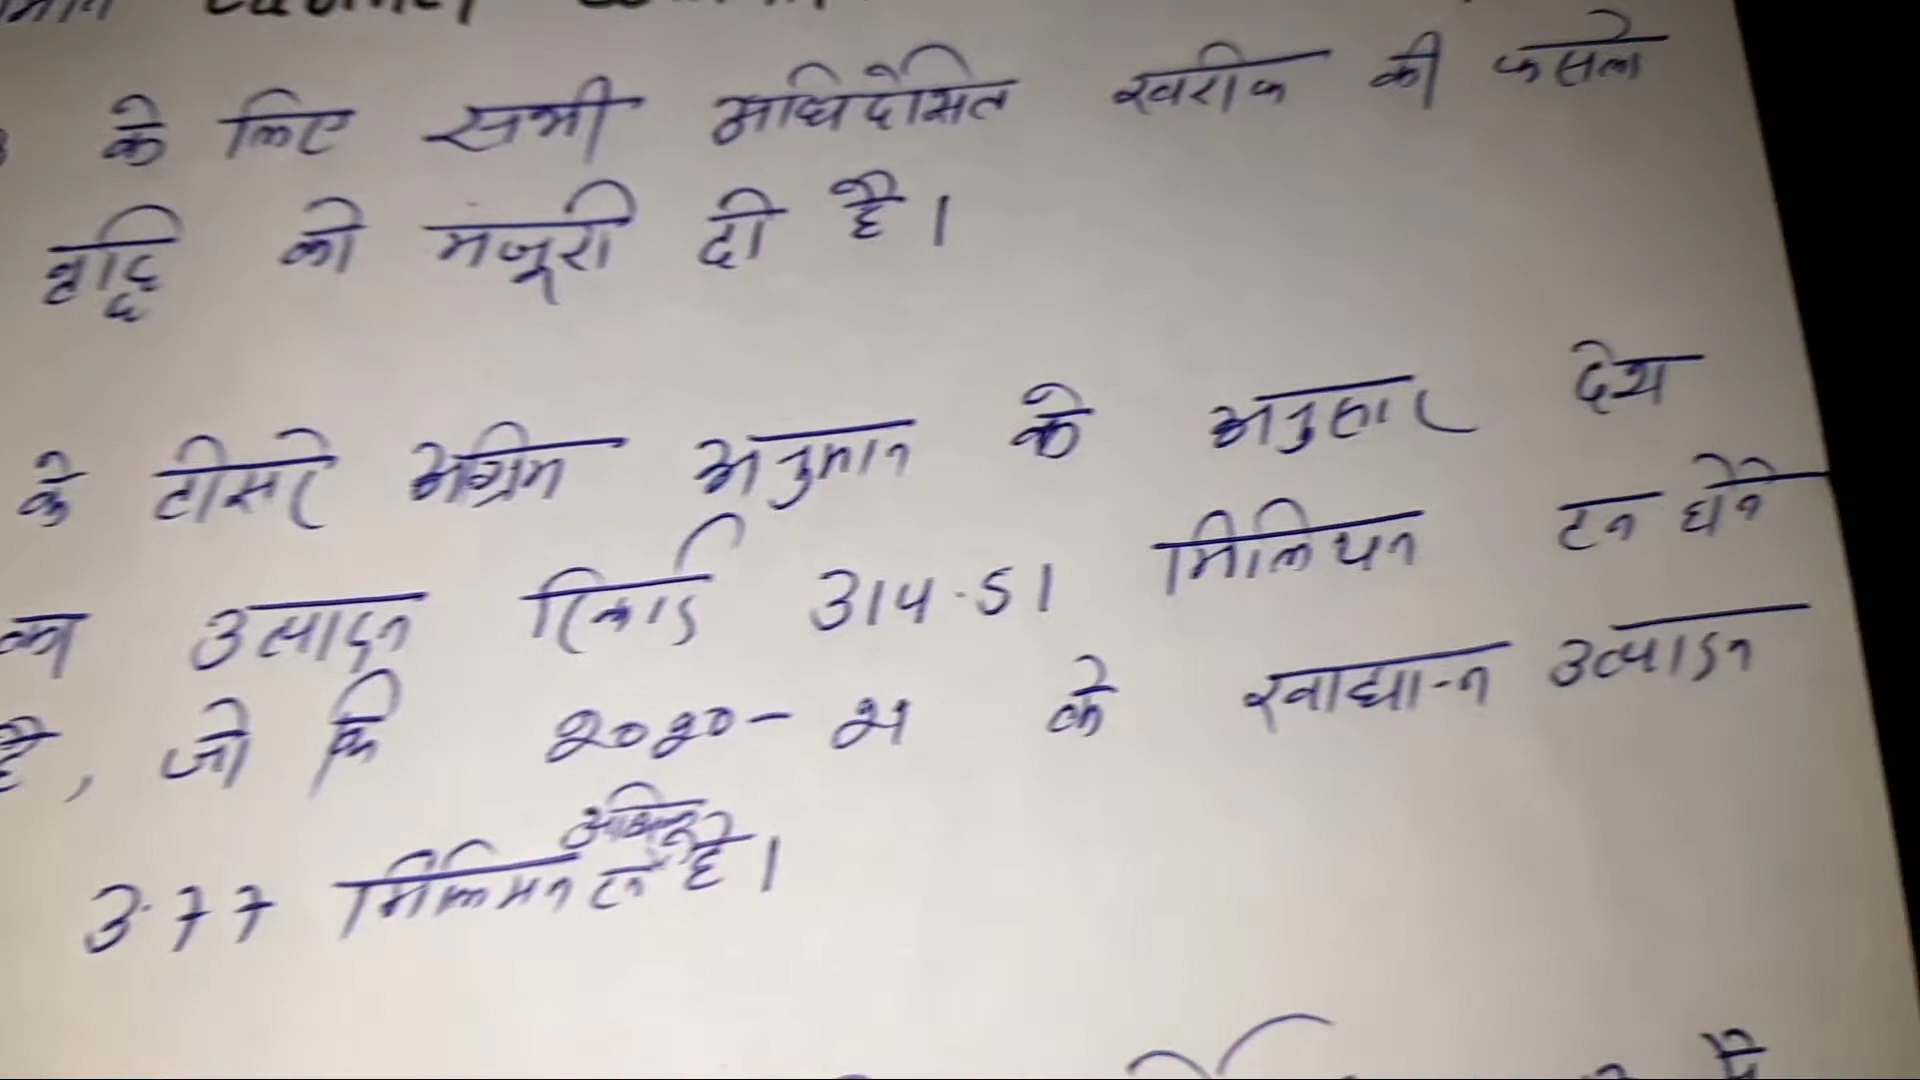 के लिए सभी अधिदेशित खरीफ की फसलो
वृद्धि को मंजूरी दी है।
के तीसरे अग्रिम अनुमान के अनुसार देश
का उत्पादन रिकार्ड 314.51 मिलियन टन होने
है, जो कि 2020-21 के खाद्यान्न उत्पादन
अधिक
3.77 मिलियन टन है।